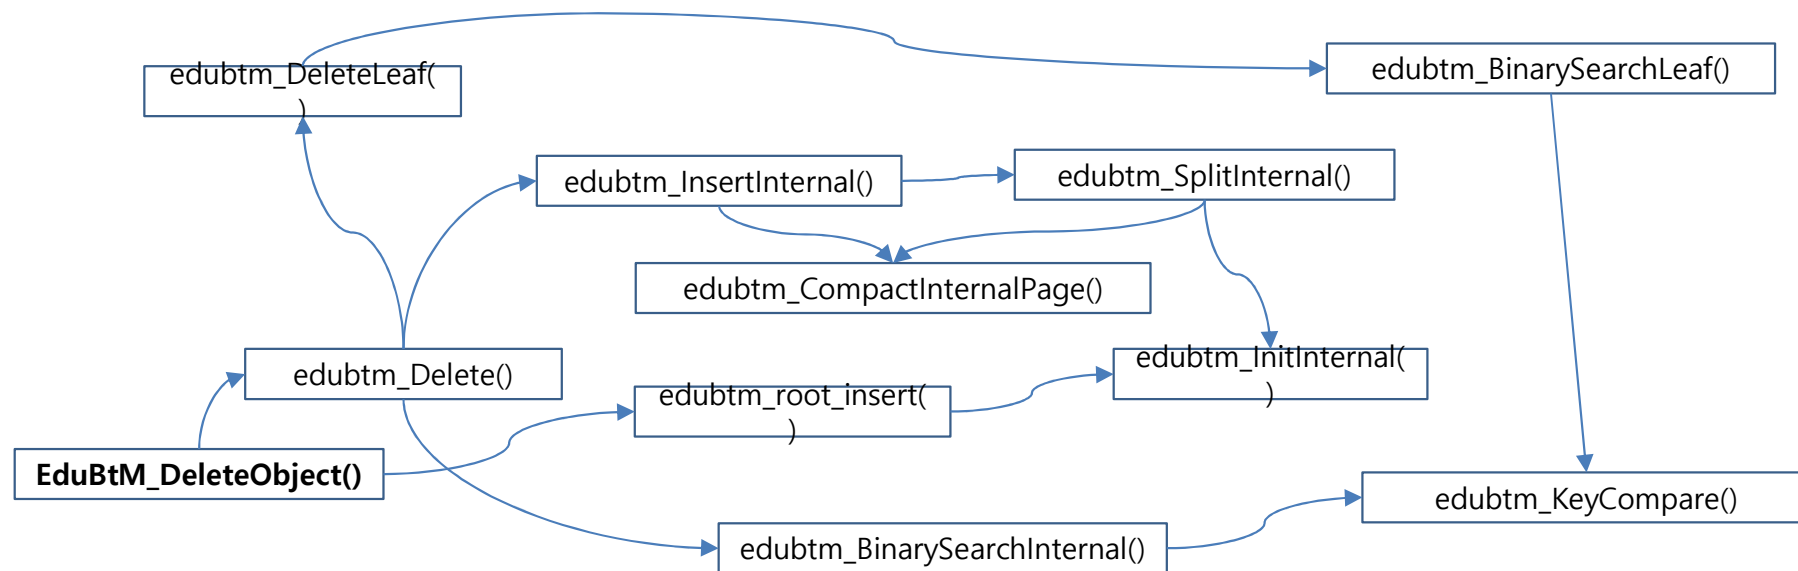 edubtm_DeleteLeaf(
)
edubtm_BinarySearchLeaf()
edubtm_InsertInternal()
edubtm_SplitInternal()
edubtm_CompactInternalPage()
edubtm_Delete()
edubtm_InitInternal(
)
edubtm_root_insert(
)
EduBtM_DeleteObject()
edubtm_KeyCompare()
edubtm_BinarySearchInternal()